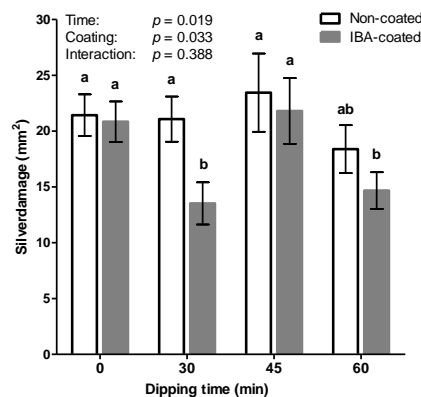 Time: p = 0.019
Coating: p = 0.033
Interaction: p = 0.388
Non-coated
IBA-coated
Silverdamage (mm²)
30
25
20
15
10
5
0
a a a b a a ab b
0 30 45 60
Dipping time (min)